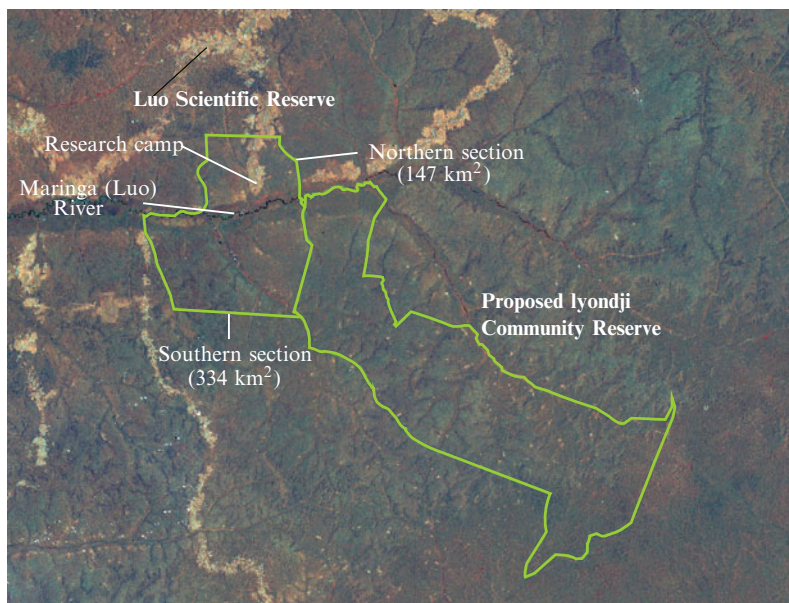 Luo Scientific Reserve
Research camp
Northern section
(147 km²)
Maringa (Luo)
River
Proposed lyondji
Community Reserve
Southern section
(334 km²)